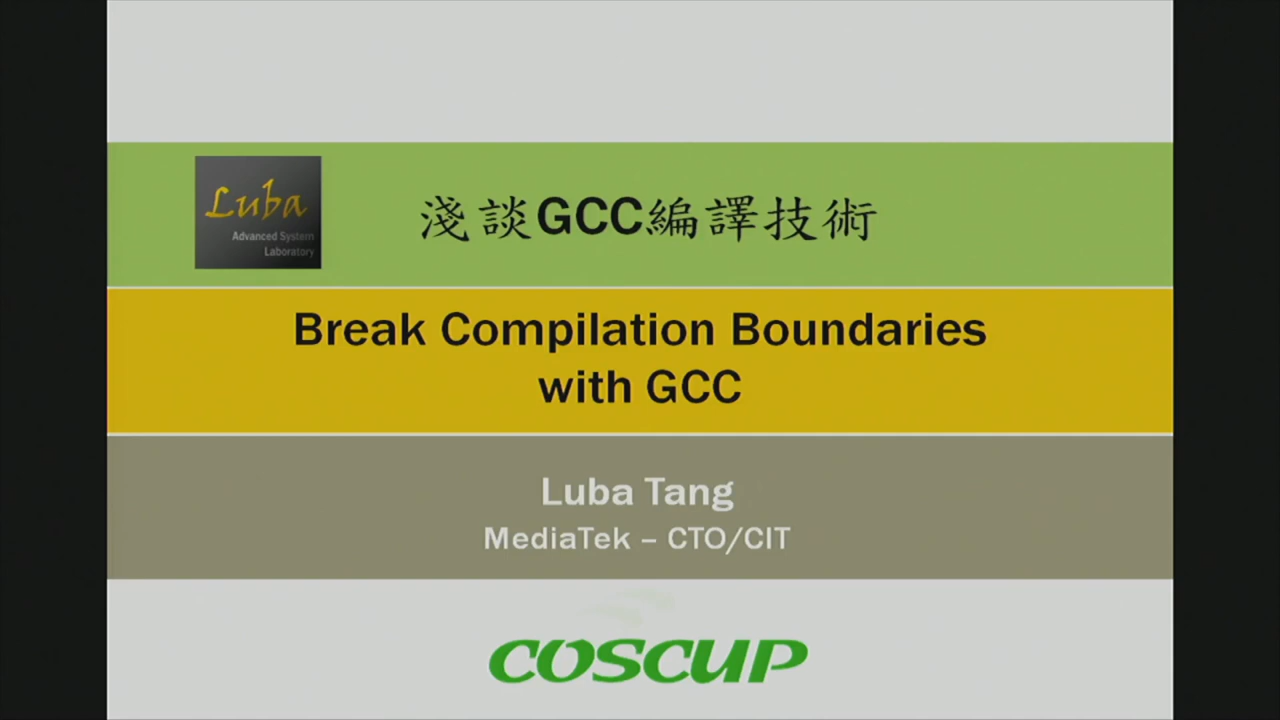 Luba
Advanced System
Laboratory
淺談GCC編譯技術
Break Compilation Boundaries
with GCC
Luba Tang
MediaTek – CTO/CIT
COSCUP